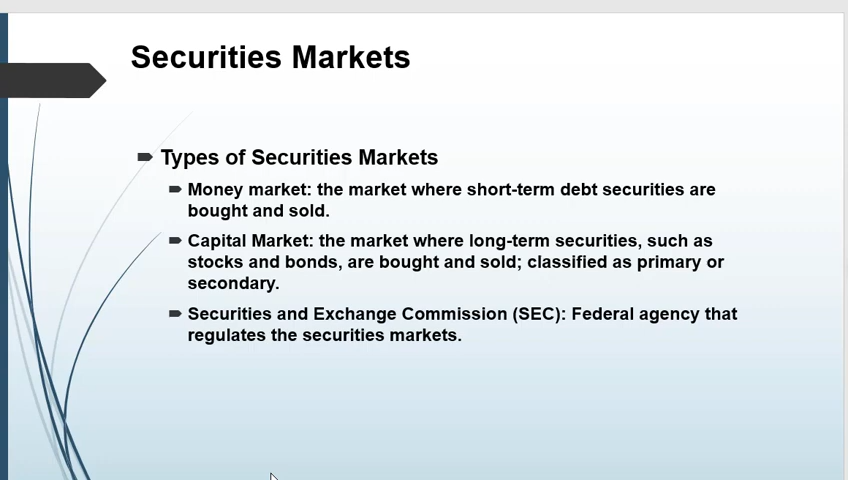 Securities Markets
Types of Securities Markets
Money market: the market where short-term debt securities are
bought and sold.
Capital Market: the market where long-term securities, such as
stocks and bonds, are bought and sold; classified as primary or
secondary.
Securities and Exchange Commission (SEC): Federal agency that
regulates the securities markets.